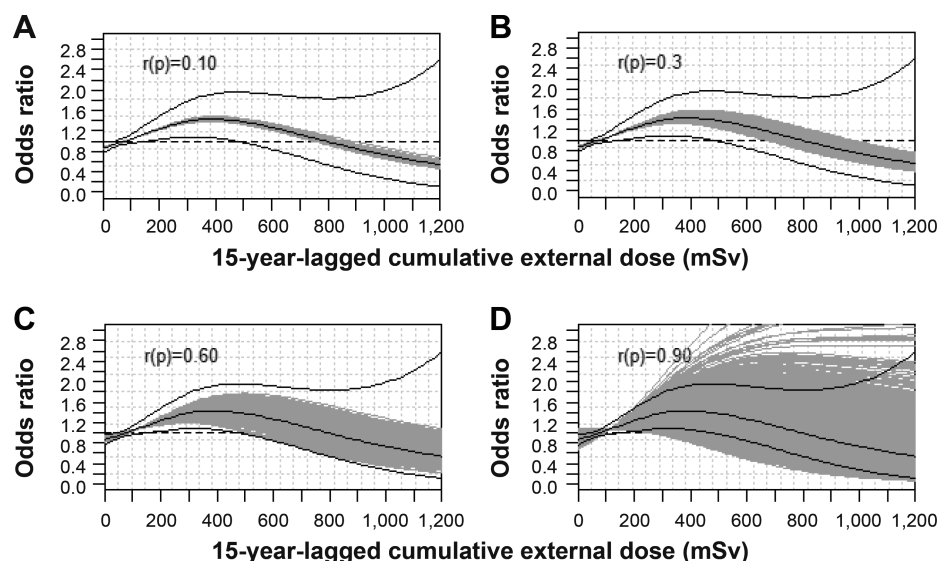 A
Odds ratio
2.8
2.4
2.0
1.6
1.2
0.8
0.4
0.0
r(p)=0.10
0 200 400 600 800 1,000 1,200
B
Odds ratio
2.8
2.4
2.0
1.6
1.2
0.8
0.4
0.0
r(p)=0.3
0 200 400 600 800 1,000 1,200
15-year-lagged cumulative external dose (mSv)
C
Odds ratio
2.8
2.4
2.0
1.6
1.2
0.8
0.4
0.0
r(p)=0.60
0 200 400 600 800 1,000 1,200
D
Odds ratio
2.8
2.4
2.0
1.6
1.2
0.8
0.4
0.0
r(p)=0.90
0 200 400 600 800 1,000 1,200
15-year-lagged cumulative external dose (mSv)